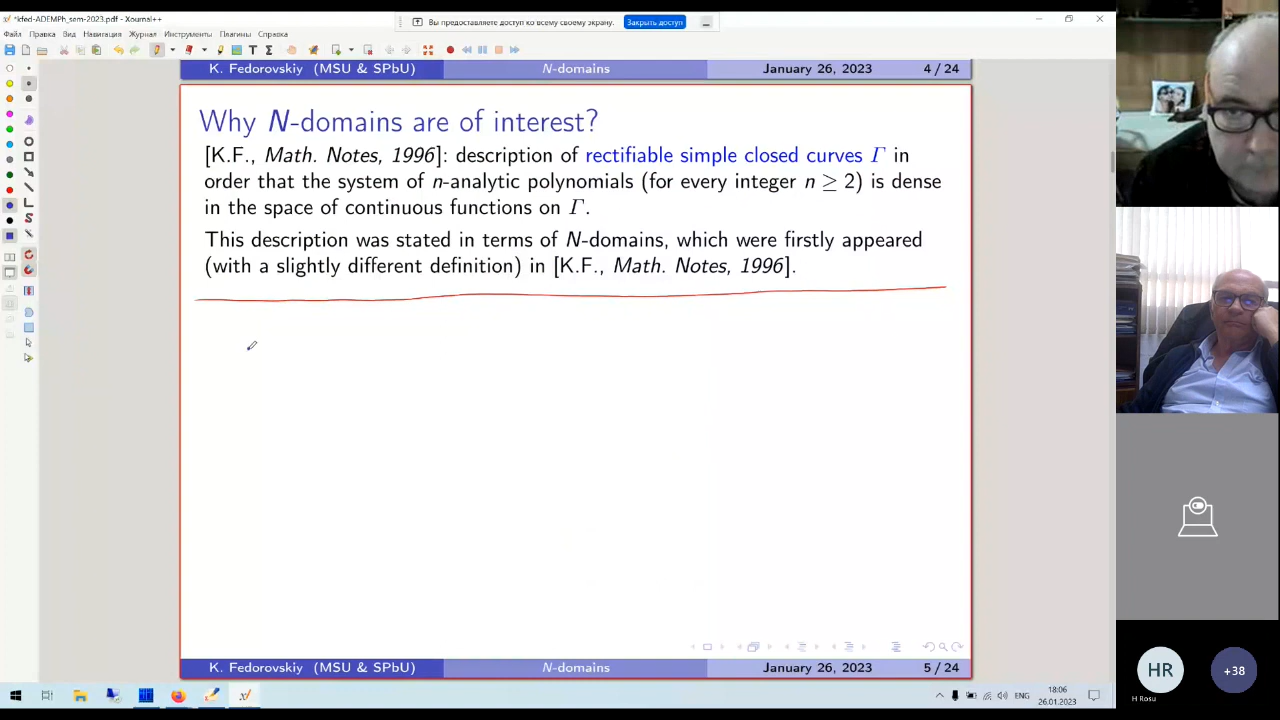 *kfed-ADEMPh_sem-2023.pdf - Xournal++
Вы предоставляете доступ ко всему своему экрану. Закрыть доступ
Файл Правка Вид Навигация Журнал Инструменты Плагины Справка
K. Fedorovskiy (MSU & SPbU) N-domains January 26, 2023 4 / 24
Why N-domains are of interest?
[K.F., Math. Notes, 1996]: description of rectifiable simple closed curves Γ in
order that the system of n-analytic polynomials (for every integer n ≥ 2) is dense
in the space of continuous functions on Γ.
This description was stated in terms of N-domains, which were firstly appeared
(with a slightly different definition) in [K.F., Math. Notes, 1996].
K. Fedorovskiy (MSU & SPbU) N-domains January 26, 2023 5 / 24
HR
+38
H Rosu
ENG
18:06
26.01.2023